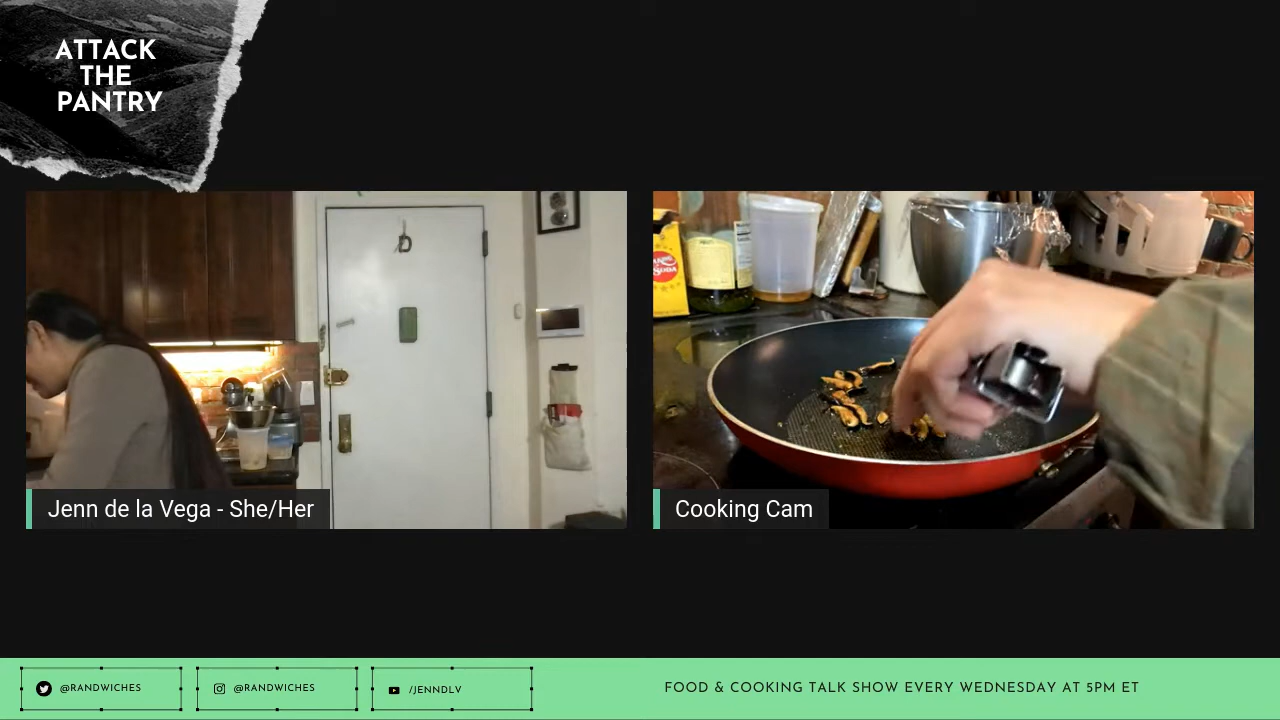 ATTACK
THE
PANTRY
Jenn de la Vega - She/Her
Cooking Cam
@RANDWICHES
@RANDWICHES
/JENNDLV
FOOD & COOKING TALK SHOW EVERY WEDNESDAY AT 5PM ET